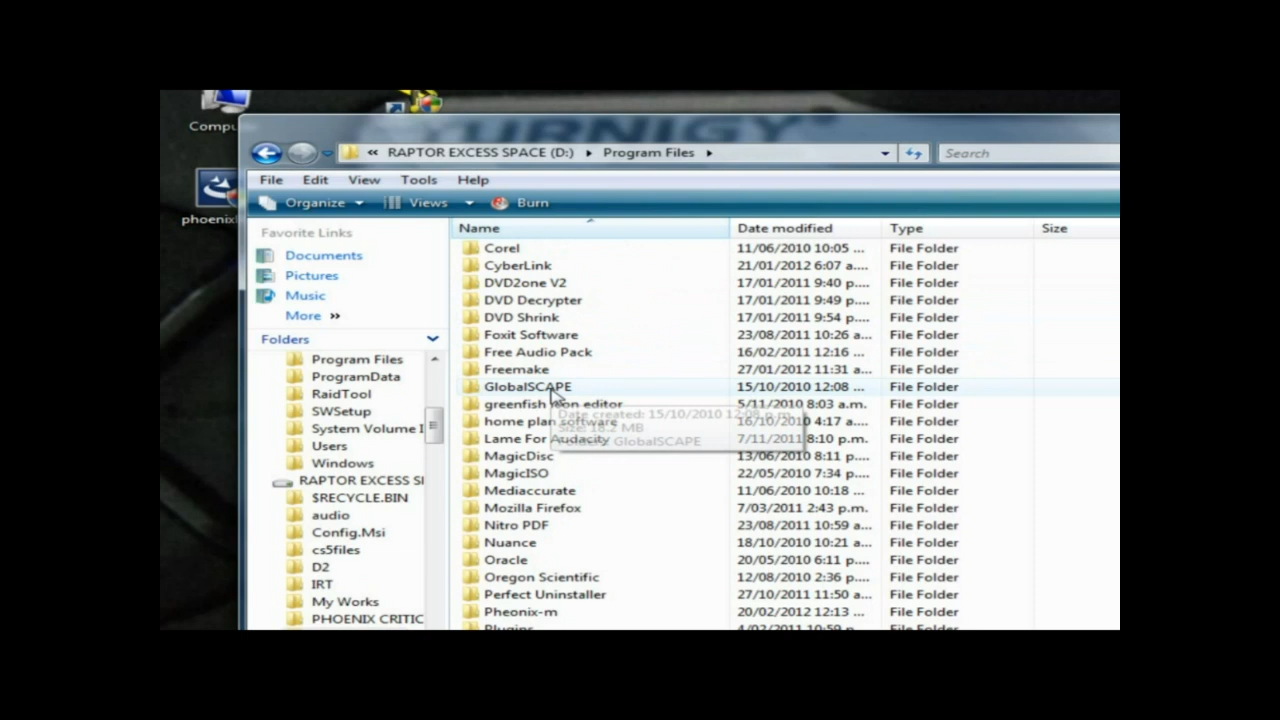 TURNIGY
Compu
phoenix
« RAPTOR EXCESS SPACE (D:) Program Files
Search
File Edit View Tools Help
Organize Views Burn
Favorite Links
Documents
Pictures
Music
More »
Folders
Program Files
ProgramData
RaidTool
SWSetup
System Volume I
Users
Windows
RAPTOR EXCESS SI
$RECYCLE.BIN
audio
Config.Msi
cs5files
D2
IRT
My Works
PHOENIX CRITIC
Name Date modified Type Size
Corel 11/06/2010 10:05 ... File Folder
CyberLink 21/01/2012 6:07 a.... File Folder
DVD2one V2 17/01/2011 9:40 p.... File Folder
DVD Decrypter 17/01/2011 9:49 p.... File Folder
DVD Shrink 17/01/2011 9:54 p.... File Folder
Foxit Software 23/08/2011 10:26 a... File Folder
Free Audio Pack 16/02/2011 12:16 ... File Folder
Freemake 27/01/2012 11:31 a... File Folder
GlobalSCAPE 15/10/2010 12:08 ... File Folder
greenfish icon editor 5/11/2010 8:03 a.m. File Folder
Date created: 15/10/2010 12:08 p.m.
home plan software 16/10/2010 4:17 a.... File Folder
Size: 18.2 MB
Lame For Audacity 7/11/2011 8:10 p.m. File Folder
Folders: GlobalSCAPE
MagicDisc 13/06/2010 8:11 p.... File Folder
MagicISO 22/05/2010 7:34 p.... File Folder
Mediaccurate 11/06/2010 10:18 ... File Folder
Mozilla Firefox 7/03/2011 2:43 p.m. File Folder
Nitro PDF 23/08/2011 10:59 a... File Folder
Nuance 18/10/2010 10:21 a... File Folder
Oracle 20/05/2010 6:11 p.... File Folder
Oregon Scientific 12/08/2010 2:36 p.... File Folder
Perfect Uninstaller 27/10/2011 11:50 a... File Folder
Pheonix-m 20/02/2012 12:13 ... File Folder
Plugins 4/02/2011 10:59 p... File Folder